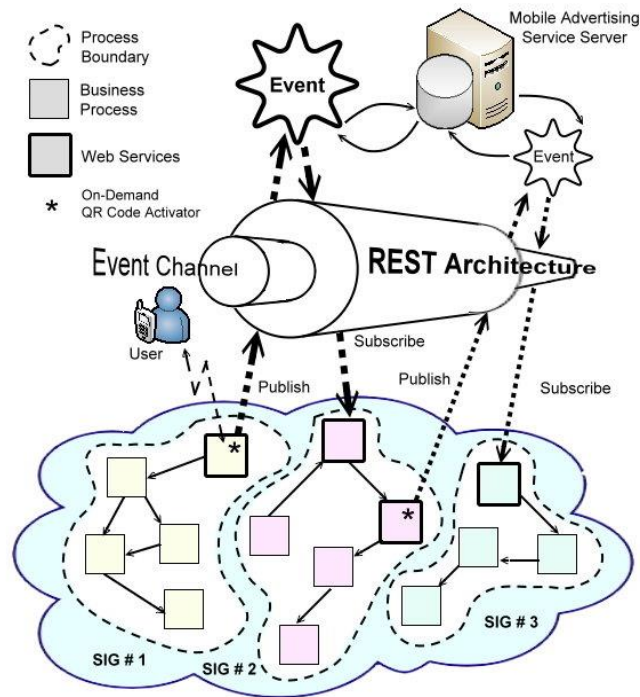 Process
Boundary
Business
Process
Web Services
*
On-Demand
QR Code Activator
Mobile Advertising
Service Server
Event
Event
Event Channel
REST Architecture
User
Publish
Subscribe
Publish
Subscribe
*
*
SIG # 1
SIG # 2
SIG # 3